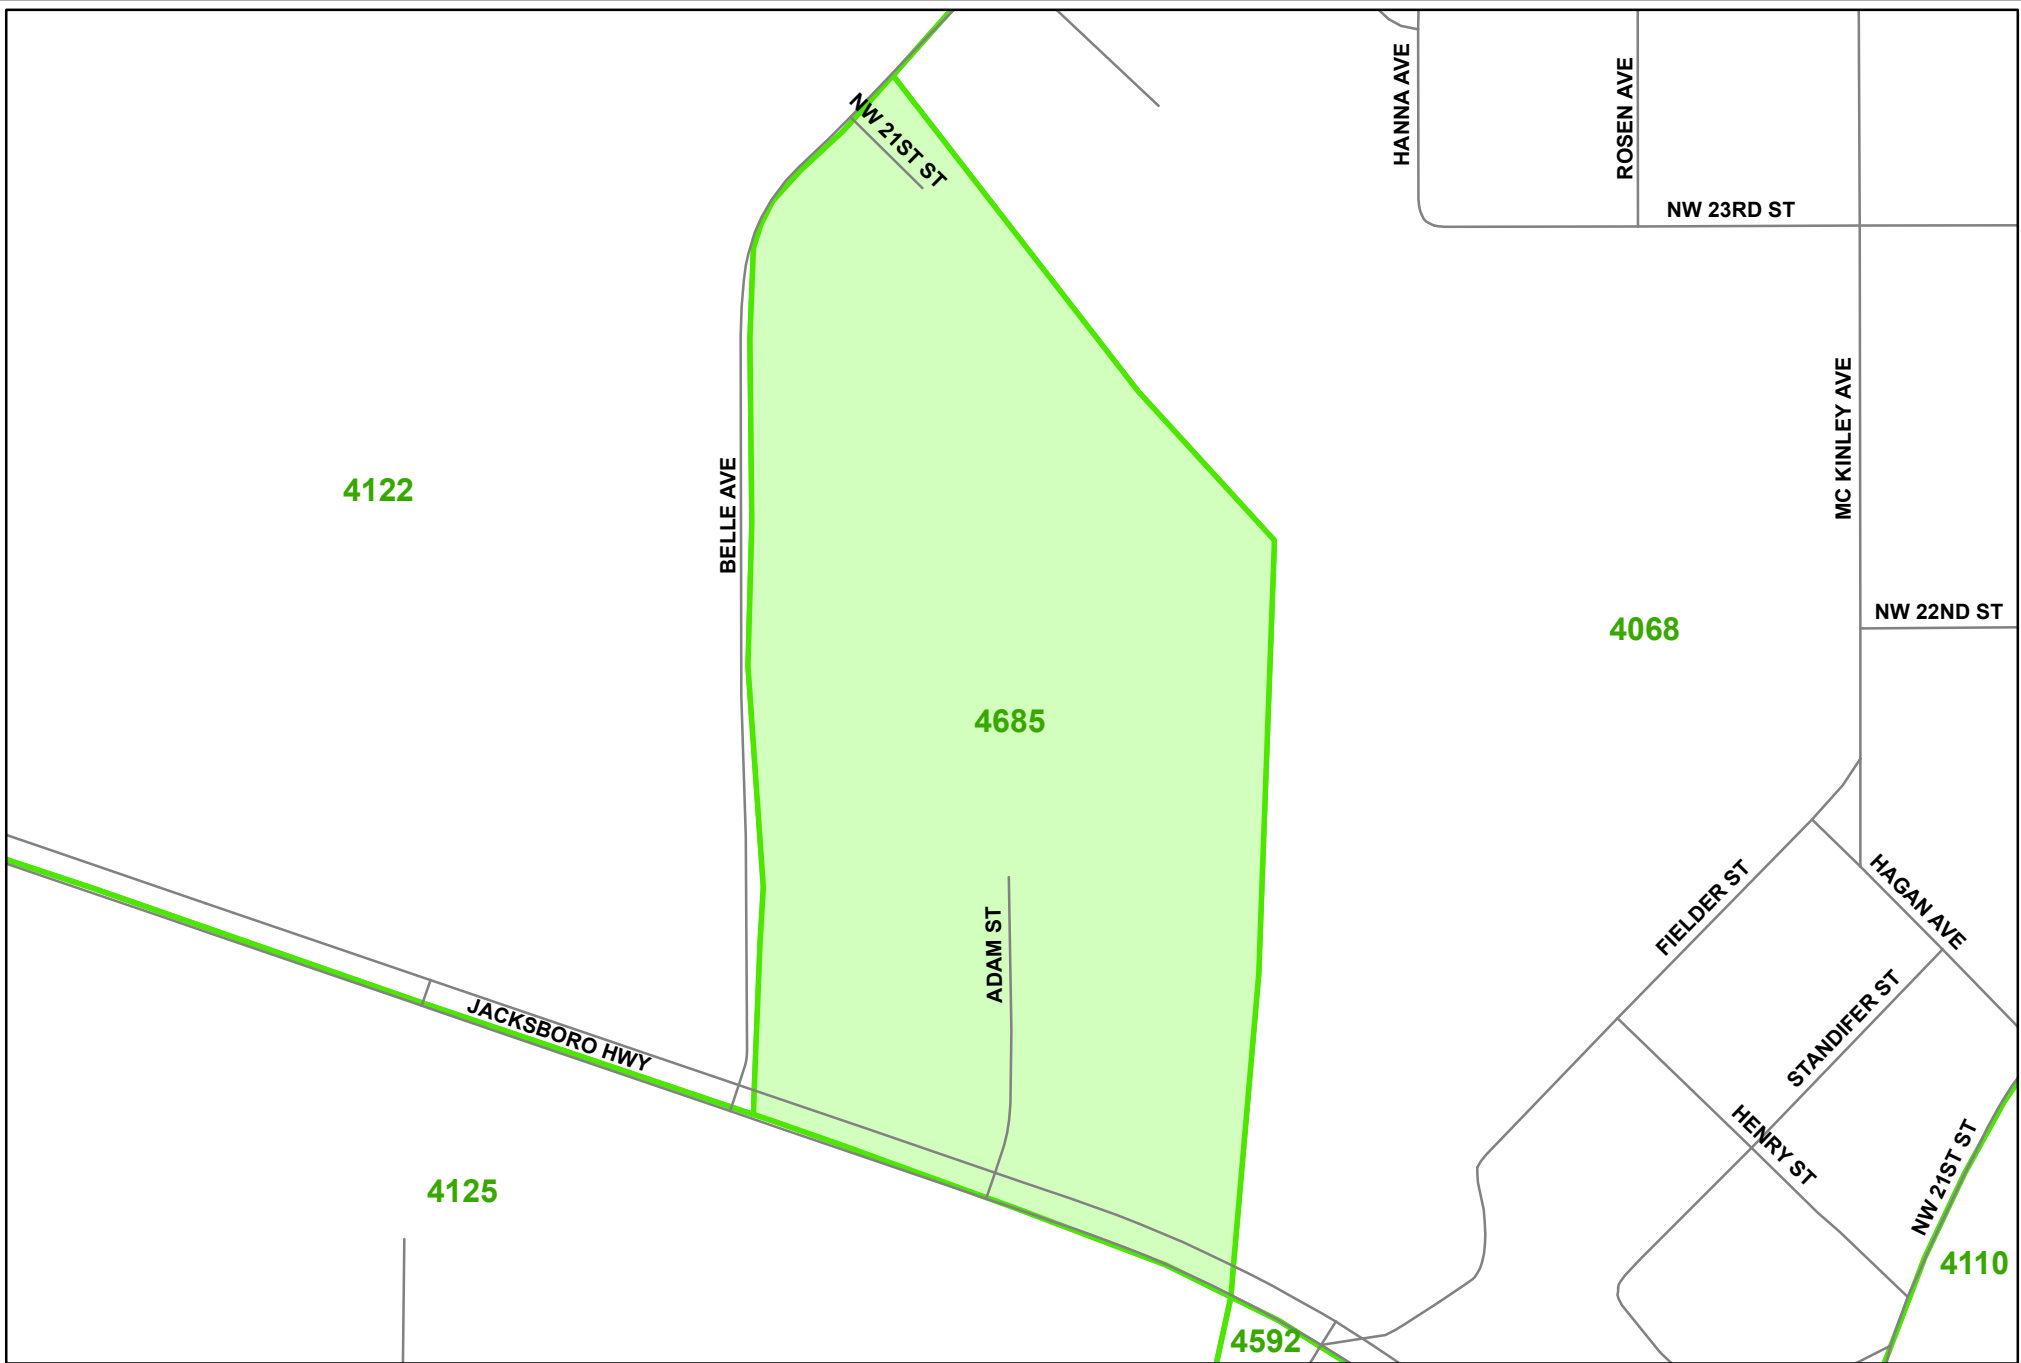 HANNA AVE
ROSEN AVE
NW 21ST ST
NW 23RD ST
MC KINLEY AVE
4122
BELLE AVE
NW 22ND ST
4068
4685
FIELDER ST
HAGAN AVE
ADAM ST
STANDIFER ST
JACKSBORO HWY
HENRY ST
NW 21ST ST
4125
4110
4592